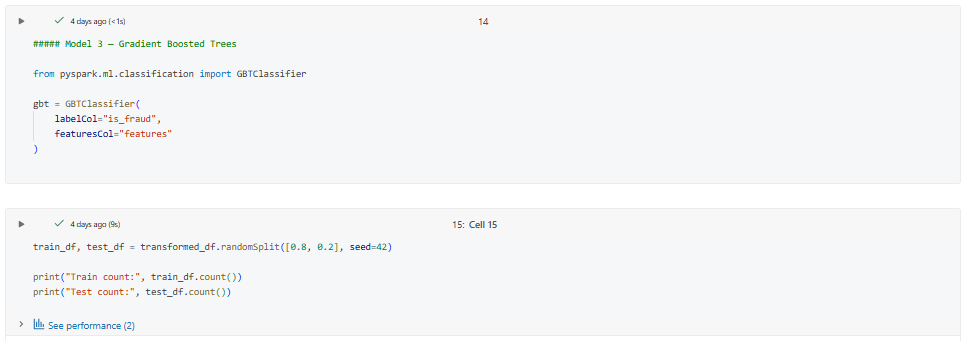 4 days ago (<1s)
14
##### Model 3 – Gradient Boosted Trees
from pyspark.ml.classification import GBTClassifier
gbt = GBTClassifier(
    labelCol="is_fraud",
    featuresCol="features"
)
4 days ago (9s)
15: Cell 15
train_df, test_df = transformed_df.randomSplit([0.8, 0.2], seed=42)
print("Train count:", train_df.count())
print("Test count:", test_df.count())
See performance (2)